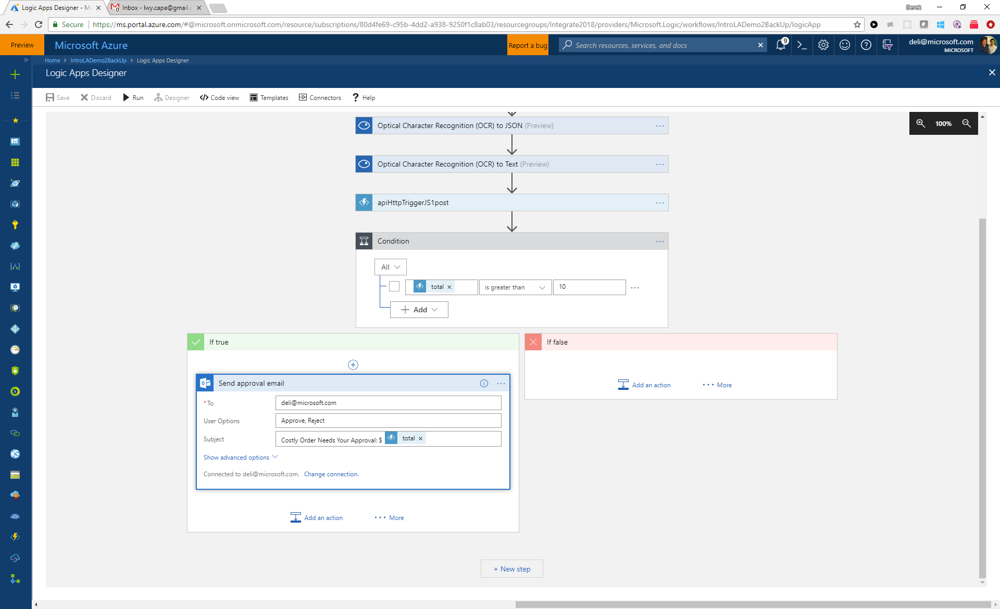 Logic Apps Designer - Mi
Inbox - lwy.capa@gmail.c
Derek
Secure
https://ms.portal.azure.com/#@microsoft.onmicrosoft.com/resource/subscriptions/80d4fe69-c95b-4dd2-a938-9250f1c8ab03/resourcegroups/Integrate2018/providers/Microsoft.Logic/workflows/IntroLADemo2BackUp/logicApp
Preview
Microsoft Azure
Report a bug
Search resources, services, and docs
9
deli@microsoft.com
MICROSOFT
Home > IntroLADemo2BackUp > Logic Apps Designer
Logic Apps Designer
Save
Discard
Run
Designer
Code view
Templates
Connectors
Help
100%
Optical Character Recognition (OCR) to JSON (Preview)
Optical Character Recognition (OCR) to Text (Preview)
apiHttpTriggerJS1post
Condition
All
total
is greater than
10
Add
If true
If false
Send approval email
* To
deli@microsoft.com
User Options
Approve, Reject
Subject
Costly Order Needs Your Approval: $ total
Show advanced options
Connected to deli@microsoft.com. Change connection.
Add an action
More
Add an action
More
+ New step